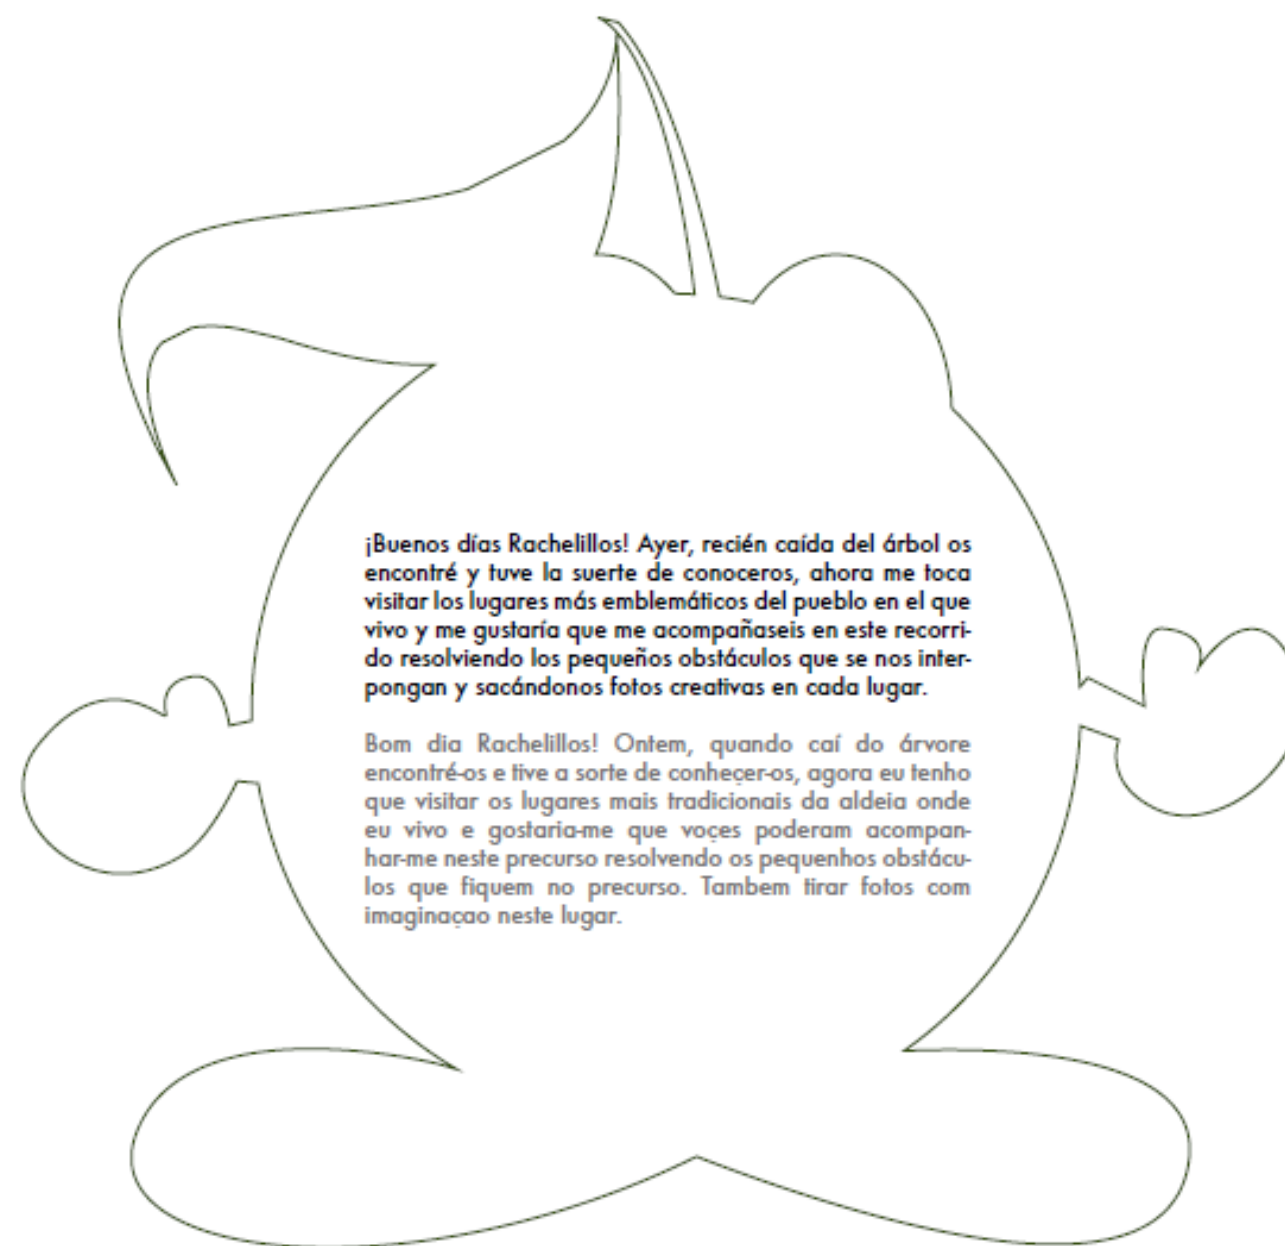 ¡Buenos días Rachelillos! Ayer, recién caída del árbol os
encontré y tuve la suerte de conoceros, ahora me toca
visitar los lugares más emblemáticos del pueblo en el que
vivo y me gustaría que me acompañaseis en este recorri-
do resolviendo los pequeños obstáculos que se nos inter-
pongan y sacándonos fotos creativas en cada lugar.
Bom dia Rachelillos! Ontem, quando caí do árvore
encontré-os e tive a sorte de conheçer-os, agora eu tenho
que visitar os lugares mais tradicionais da aldeia onde
eu vivo e gostaria-me que voçes poderam acompan-
har-me neste precurso resolvendo os pequenhos obstácu-
los que fiquem no precurso. Tambem tirar fotos com
imaginaçao neste lugar.